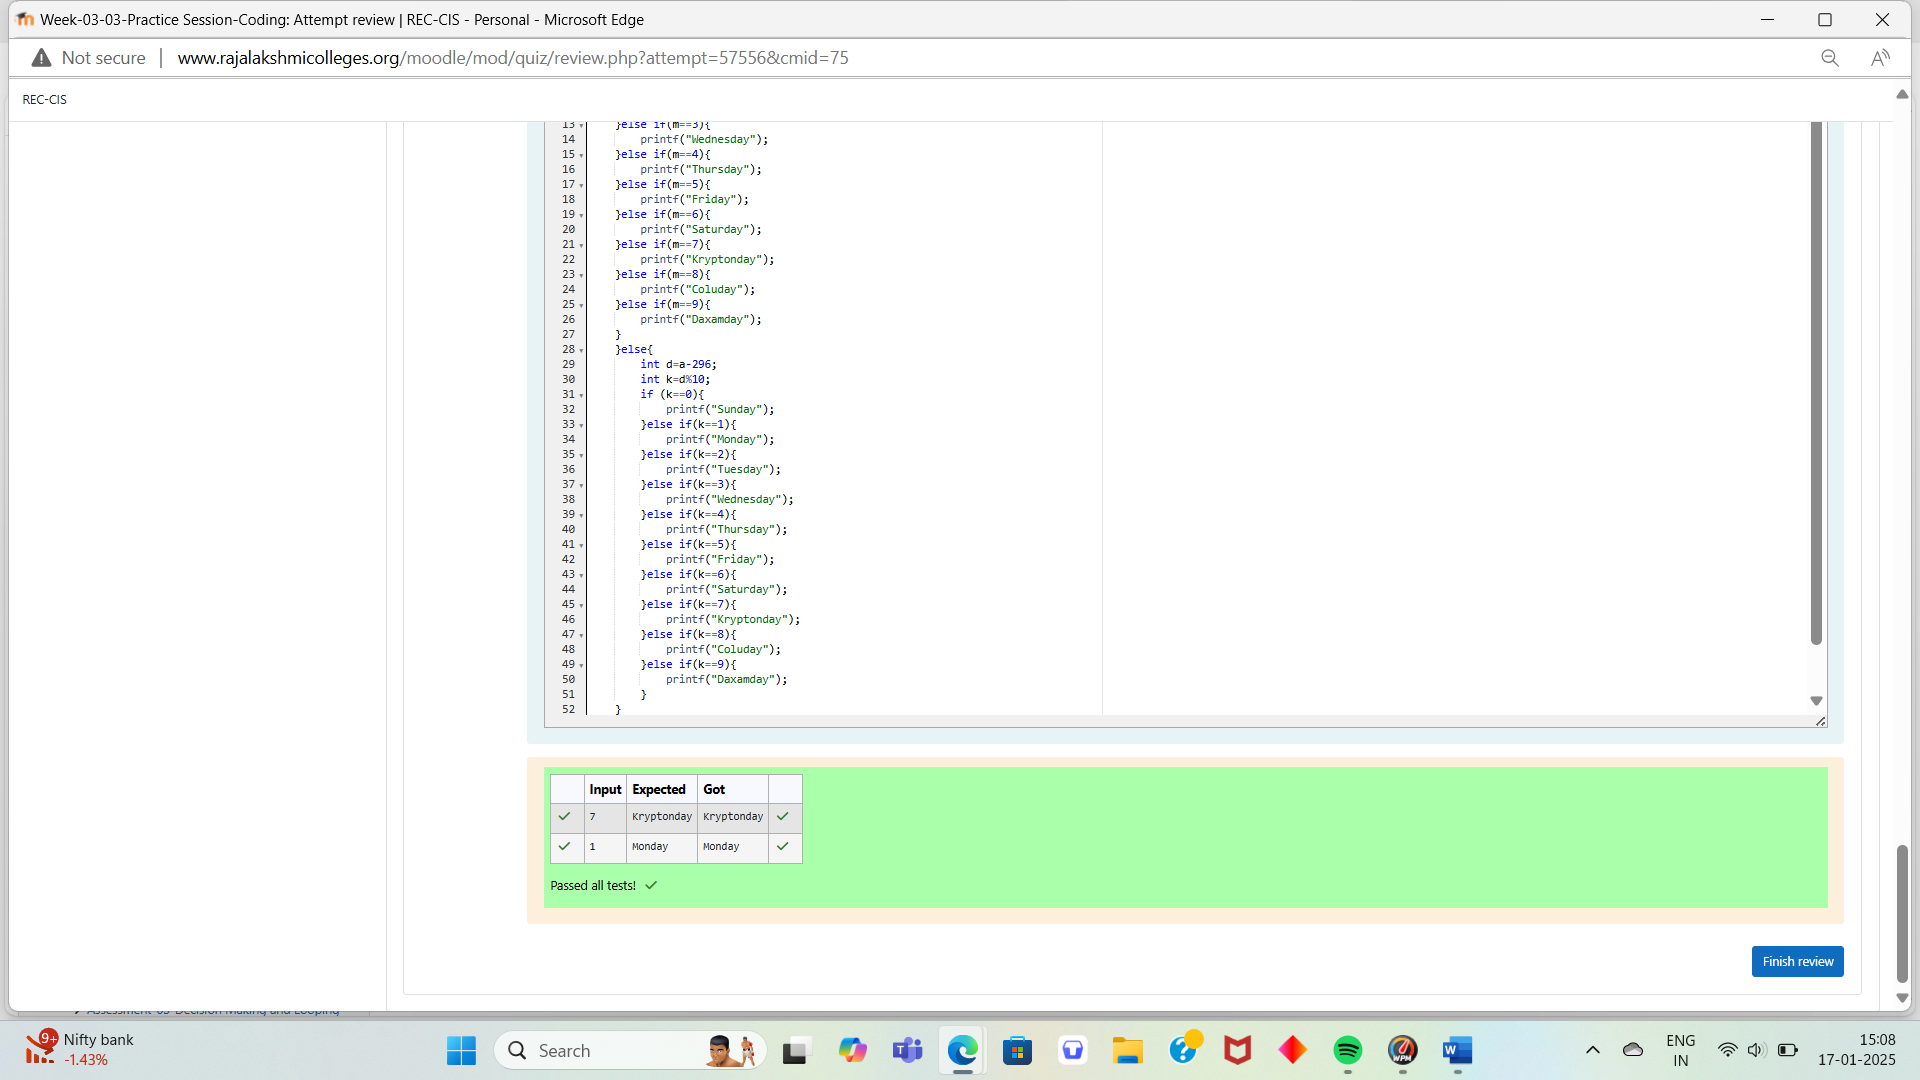 Week-03-03-Practice Session-Coding: Attempt review | REC-CIS - Personal - Microsoft Edge
Not secure
www.rajalakshmicolleges.org/moodle/mod/quiz/review.php?attempt=57556&cmid=75
REC-CIS
13 }else if(m==3){
14 printf("Wednesday");
15 }else if(m==4){
16 printf("Thursday");
17 }else if(m==5){
18 printf("Friday");
19 }else if(m==6){
20 printf("Saturday");
21 }else if(m==7){
22 printf("Kryptonday");
23 }else if(m==8){
24 printf("Coluday");
25 }else if(m==9){
26 printf("Daxamday");
27 }
28 }else{
29 int d=a-296;
30 int k=d%10;
31 if (k==0){
32 printf("Sunday");
33 }else if(k==1){
34 printf("Monday");
35 }else if(k==2){
36 printf("Tuesday");
37 }else if(k==3){
38 printf("Wednesday");
39 }else if(k==4){
40 printf("Thursday");
41 }else if(k==5){
42 printf("Friday");
43 }else if(k==6){
44 printf("Saturday");
45 }else if(k==7){
46 printf("Kryptonday");
47 }else if(k==8){
48 printf("Coluday");
49 }else if(k==9){
50 printf("Daxamday");
51 }
52 }
Input Expected Got
7 Kryptonday Kryptonday
1 Monday Monday
Passed all tests!
Finish review
Assessment-03-Decision Making and Looping
9+
Nifty bank
-1.43%
Search
WPM
ENG
IN
15:08
17-01-2025